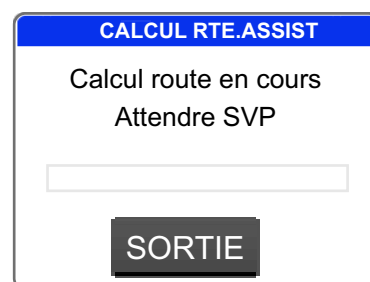 CALCUL RTE.ASSIST
Calcul route en cours
Attendre SVP
SORTIE